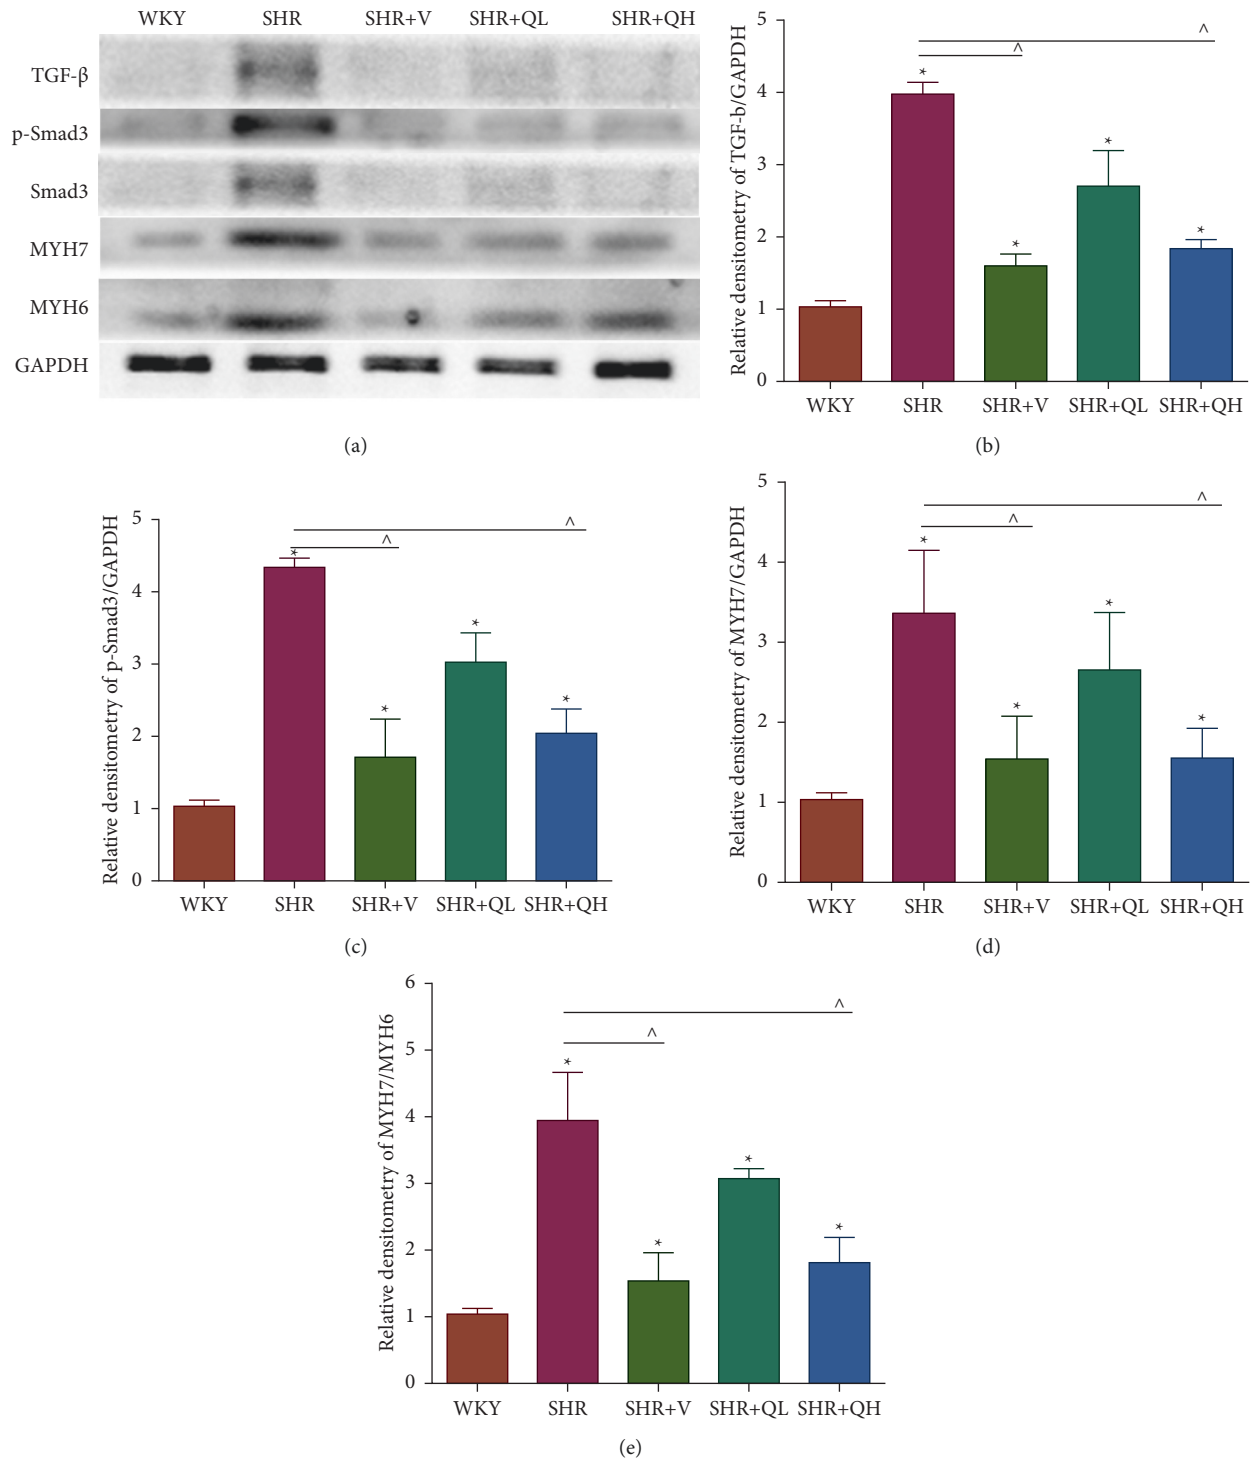 WKY SHR SHR+V SHR+QL SHR+QH
TGF-β
p-Smad3
Smad3
MYH7
MYH6
GAPDH
(a)
Relative densitometry of TGF-b/GAPDH
5
4
3
2
1
0
^
^
*
*
*
*
WKY SHR SHR+V SHR+QL SHR+QH
(b)
Relative densitometry of p-Smad3/GAPDH
5
4
3
2
1
0
^
^
*
*
*
*
WKY SHR SHR+V SHR+QL SHR+QH
(c)
Relative densitometry of MYH7/GAPDH
5
4
3
2
1
0
^
^
*
*
*
*
WKY SHR SHR+V SHR+QL SHR+QH
(d)
Relative densitometry of MYH7/MYH6
6
5
4
3
2
1
0
^
^
*
*
*
*
WKY SHR SHR+V SHR+QL SHR+QH
(e)